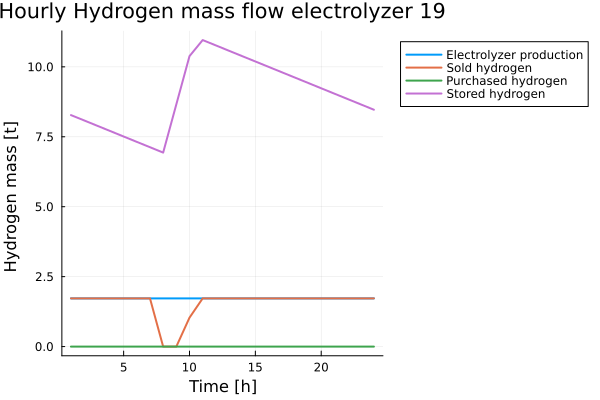 Hourly Hydrogen mass flow electrolyzer 19
Electrolyzer production
Sold hydrogen
Purchased hydrogen
Stored hydrogen
Hydrogen mass [t]
10.0
7.5
5.0
2.5
0.0
5
10
15
20
Time [h]